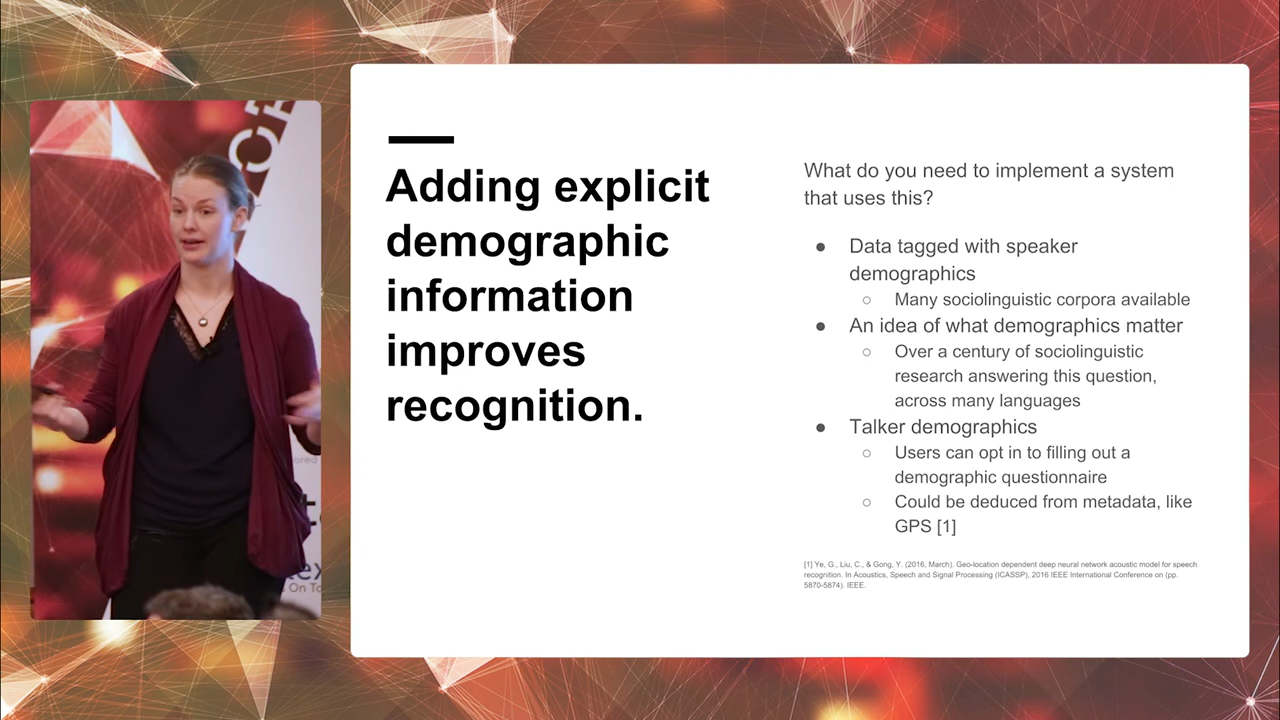 Adding explicit
demographic
information
improves
recognition.
What do you need to implement a system
that uses this?
● Data tagged with speaker
demographics
○ Many sociolinguistic corpora available
● An idea of what demographics matter
○ Over a century of sociolinguistic
research answering this question,
across many languages
● Talker demographics
○ Users can opt in to filling out a
demographic questionnaire
○ Could be deduced from metadata, like
GPS [1]
[1] Ye, G., Liu, C., & Gong, Y. (2016, March). Geo-location dependent deep neural network acoustic model for speech
recognition. In Acoustics, Speech and Signal Processing (ICASSP), 2016 IEEE International Conference on (pp.
5870-5874). IEEE.